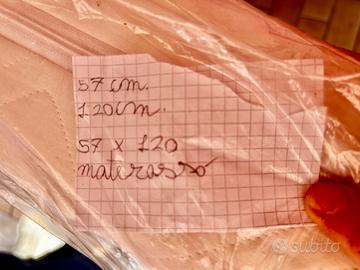 57 cm.
120 cm.
57 x 120
materasso
subito